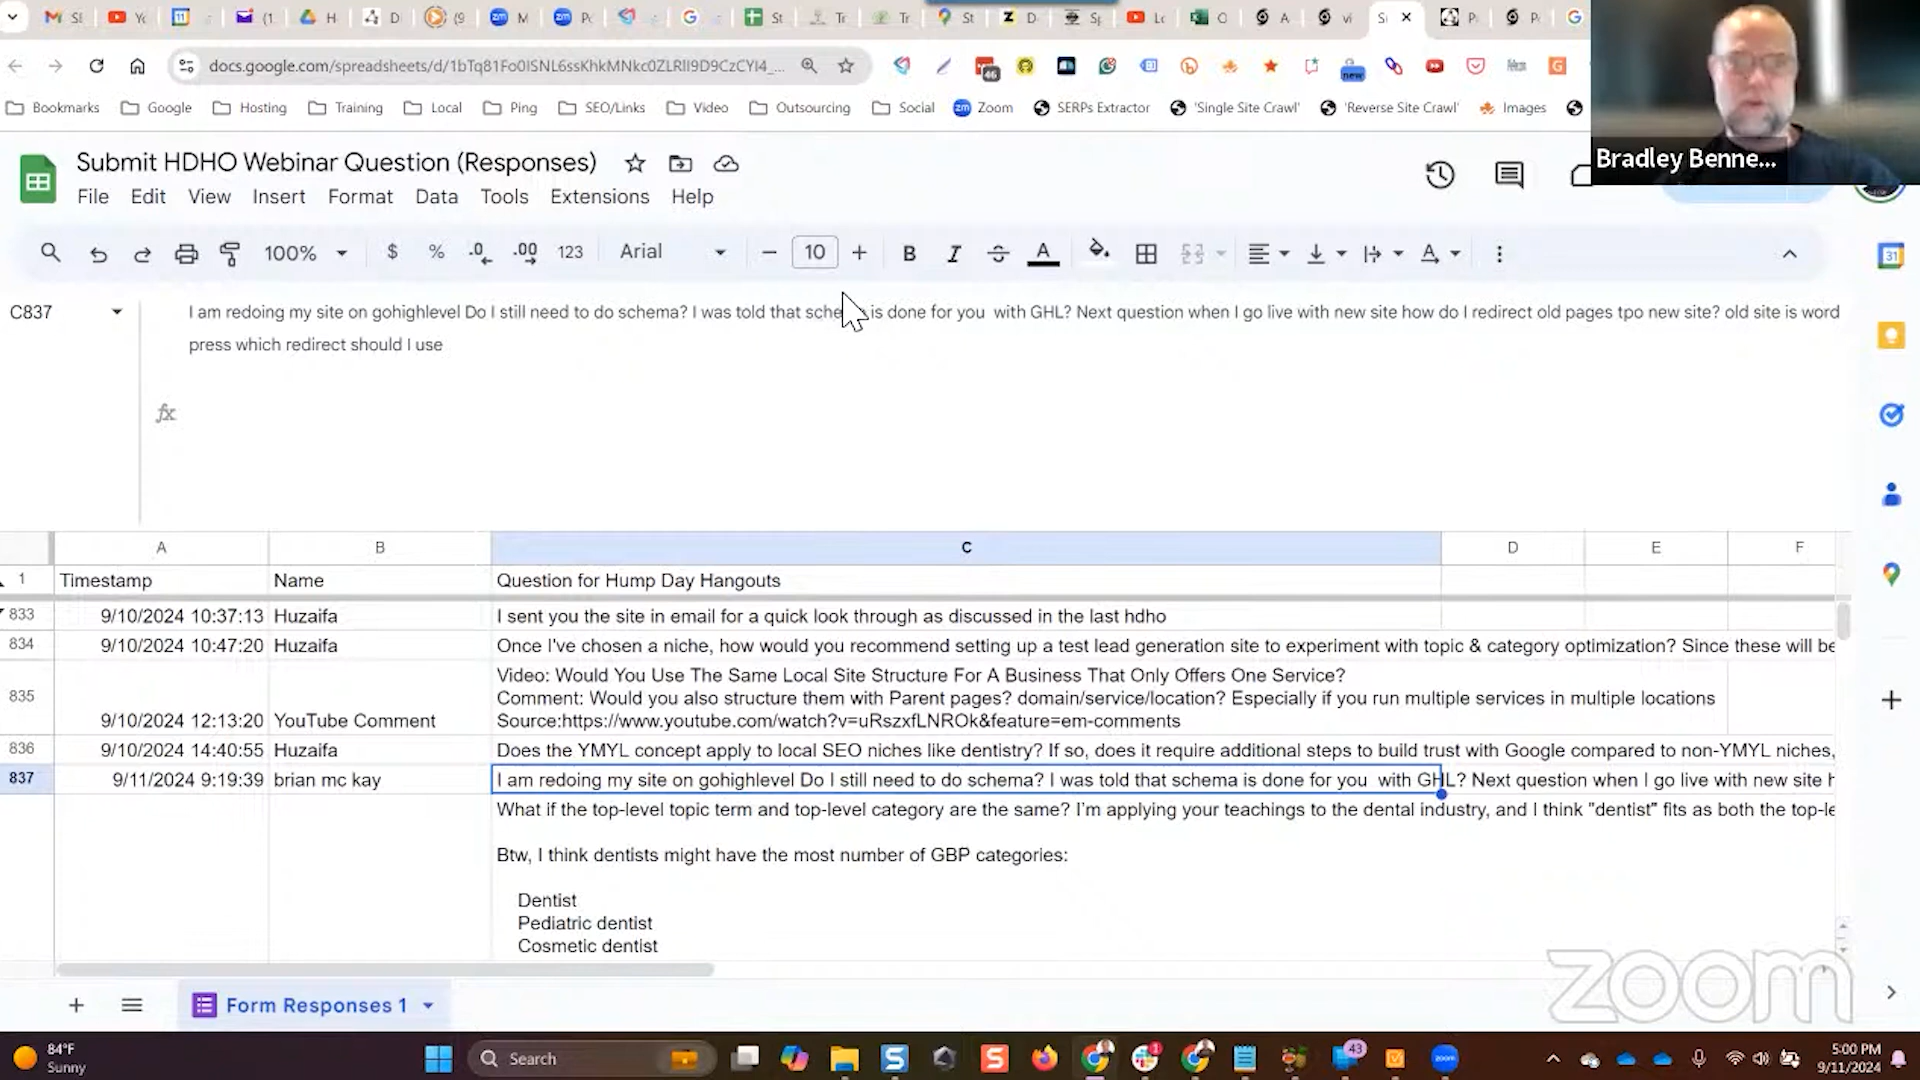 docs.google.com/spreadsheets/d/1bTq81Fo0ISNL6ssKhkMNkc0ZLRII9D9CzCYI4_...
46
new
Bookmarks Google Hosting Training Local Ping SEO/Links Video Outsourcing Social Zoom SERPs Extractor 'Single Site Crawl' 'Reverse Site Crawl' Images
Bradley Benne...
Submit HDHO Webinar Question (Responses)
File Edit View Insert Format Data Tools Extensions Help
100% $ % .0 .00 123 Arial 10 B I A
C837
I am redoing my site on gohighlevel Do I still need to do schema? I was told that sche is done for you with GHL? Next question when I go live with new site how do I redirect old pages tpo new site? old site is word
press which redirect should I use
fx
A B C D E F
1 Timestamp Name Question for Hump Day Hangouts
833 9/10/2024 10:37:13 Huzaifa I sent you the site in email for a quick look through as discussed in the last hdho
834 9/10/2024 10:47:20 Huzaifa Once I've chosen a niche, how would you recommend setting up a test lead generation site to experiment with topic & category optimization? Since these will be
Video: Would You Use The Same Local Site Structure For A Business That Only Offers One Service?
835 Comment: Would you also structure them with Parent pages? domain/service/location? Especially if you run multiple services in multiple locations
9/10/2024 12:13:20 YouTube Comment Source:https://www.youtube.com/watch?v=uRszxfLNROk&feature=em-comments
836 9/10/2024 14:40:55 Huzaifa Does the YMYL concept apply to local SEO niches like dentistry? If so, does it require additional steps to build trust with Google compared to non-YMYL niches,
837 9/11/2024 9:19:39 brian mc kay I am redoing my site on gohighlevel Do I still need to do schema? I was told that schema is done for you with GHL? Next question when I go live with new site h
What if the top-level topic term and top-level category are the same? I'm applying your teachings to the dental industry, and I think "dentist" fits as both the top-le
Btw, I think dentists might have the most number of GBP categories:
Dentist
Pediatric dentist
Cosmetic dentist
zoom
Form Responses 1
84°F
Sunny
Search
43
5:00 PM
9/11/2024